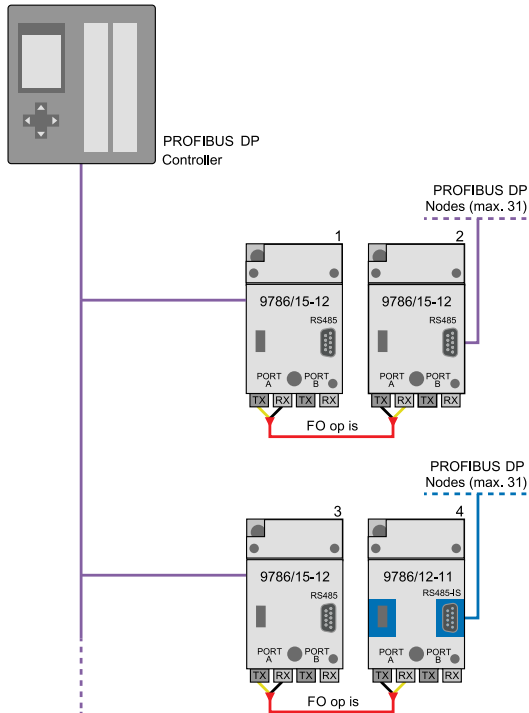 PROFIBUS DP
Controller
PROFIBUS DP
Nodes (max. 31)
1
2
9786/15-12
9786/15-12
RS485
RS485
PORT A
PORT B
PORT A
PORT B
TX RX TX RX
TX RX TX RX
FO op is
PROFIBUS DP
Nodes (max. 31)
3
4
9786/15-12
9786/12-11
RS485
RS485-IS
PORT A
PORT B
PORT A
PORT B
TX RX TX RX
TX RX TX RX
FO op is